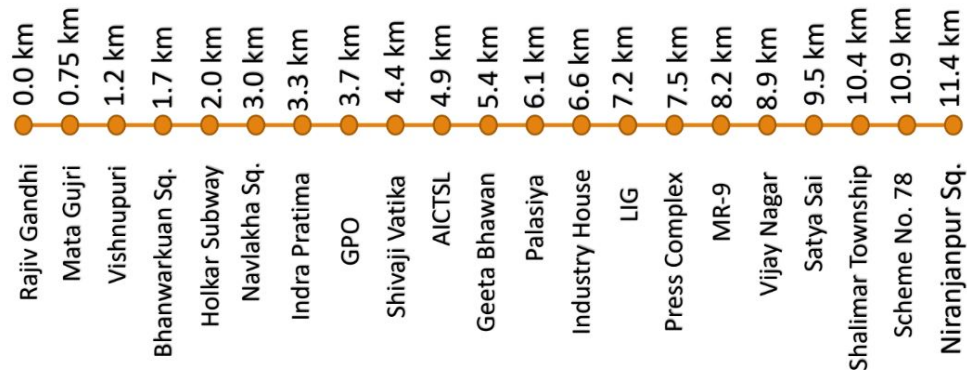 0.0 km
0.75 km
1.2 km
1.7 km
2.0 km
3.0 km
3.3 km
3.7 km
4.4 km
4.9 km
5.4 km
6.1 km
6.6 km
7.2 km
7.5 km
8.2 km
8.9 km
9.5 km
10.4 km
10.9 km
11.4 km
Rajiv Gandhi
Mata Gujri
Vishnupuri
Bhanwarkuan Sq.
Holkar Subway
Navlakha Sq.
Indra Pratima
GPO
Shivaji Vatika
AICTSL
Geeta Bhawan
Palasiya
Industry House
LIG
Press Complex
MR-9
Vijay Nagar
Satya Sai
Shalimar Township
Scheme No. 78
Niranjanpur Sq.